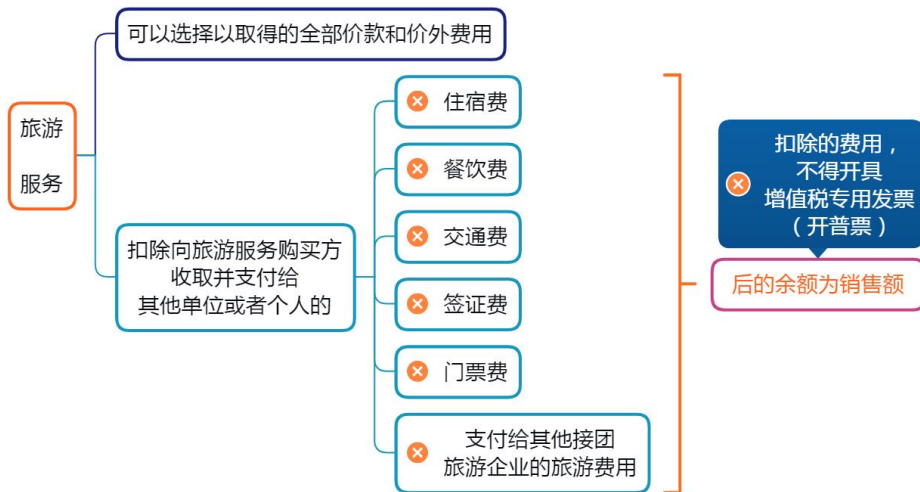 旅游
服务
可以选择以取得的全部价款和价外费用
扣除向旅游服务购买方
收取并支付给
其他单位或者个人的
住宿费
餐饮费
交通费
签证费
门票费
支付给其他接团
旅游企业的旅游费用
扣除的费用，
不得开具
增值税专用发票
（开普票）
后的余额为销售额